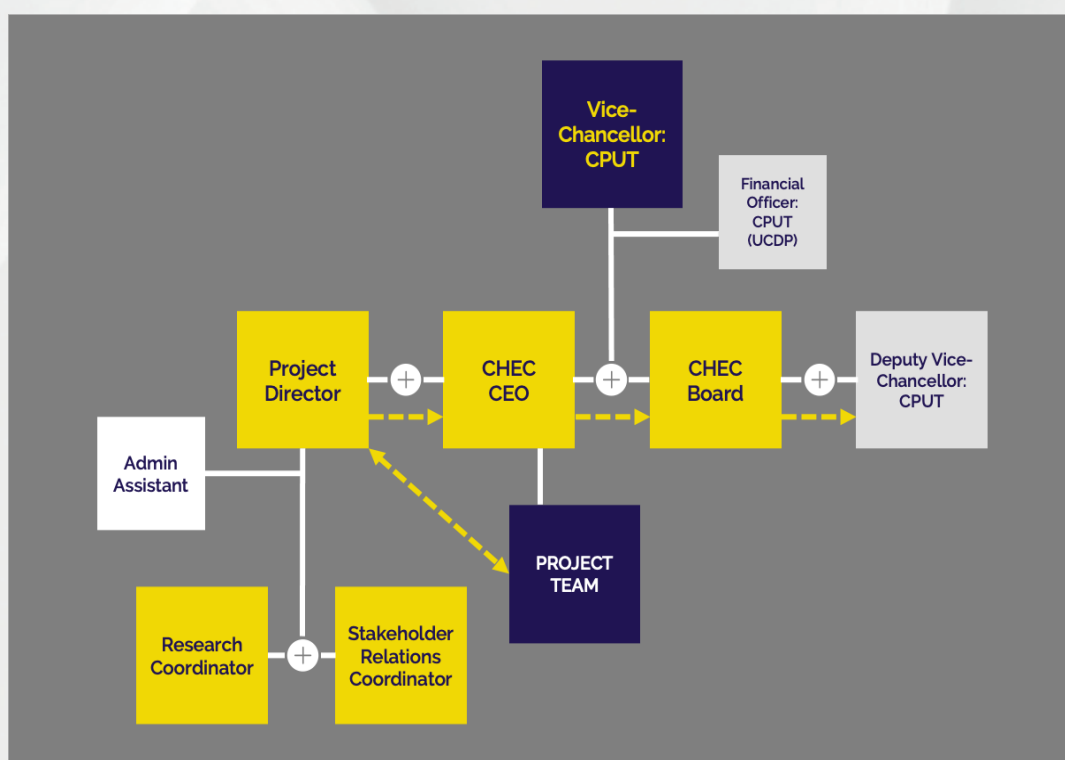 Vice-
Chancellor:
CPUT
Financial
Officer:
CPUT
(UCDP)
Project
Director
CHEC
CEO
CHEC
Board
Deputy Vice-
Chancellor:
CPUT
Admin
Assistant
PROJECT
TEAM
Research
Coordinator
Stakeholder
Relations
Coordinator